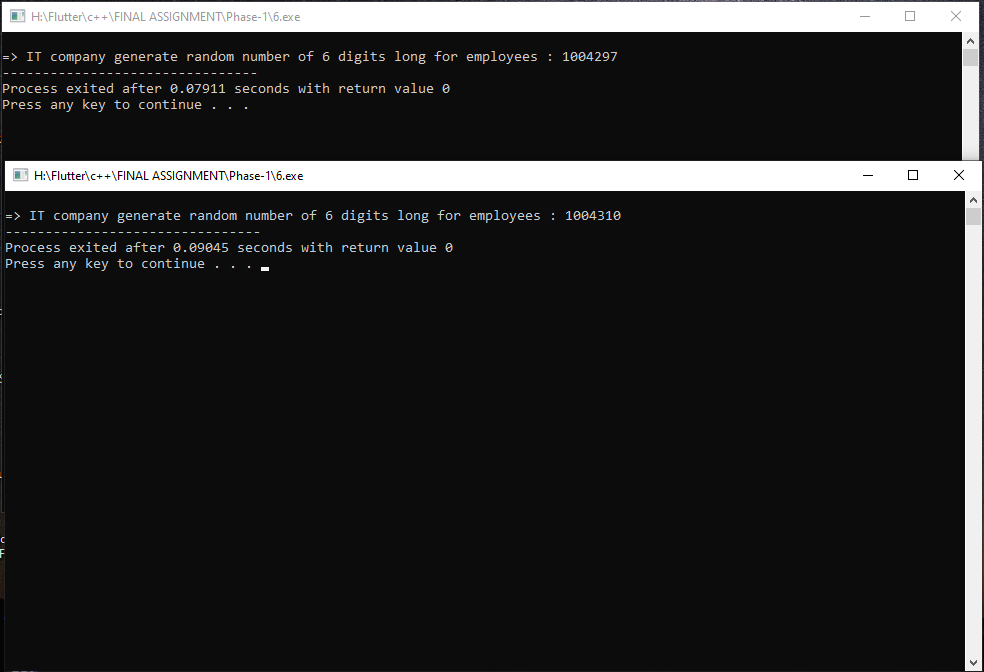 H:\Flutter\c++\FINAL ASSIGNMENT\Phase-1\6.exe
=> IT company generate random number of 6 digits long for employees : 1004297
--------------------------------
Process exited after 0.07911 seconds with return value 0
Press any key to continue . . .
H:\Flutter\c++\FINAL ASSIGNMENT\Phase-1\6.exe
=> IT company generate random number of 6 digits long for employees : 1004310
--------------------------------
Process exited after 0.09045 seconds with return value 0
Press any key to continue . . .